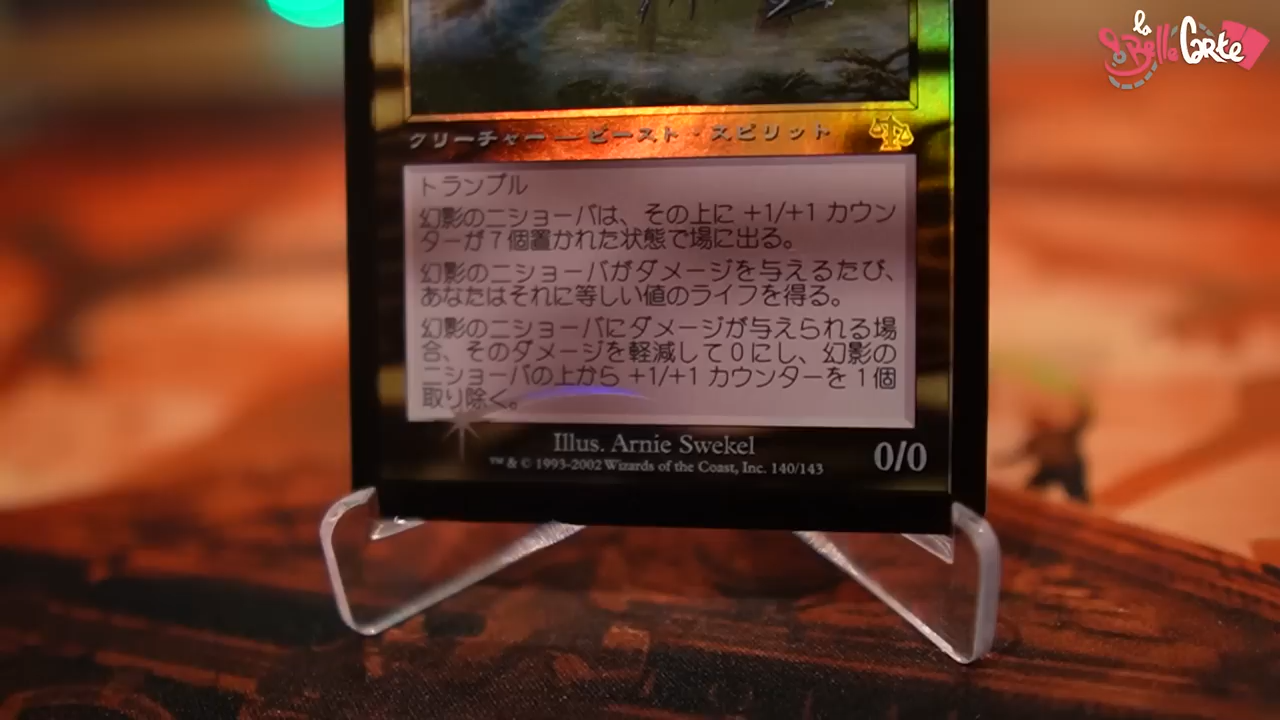 la Belle Carte
クリーチャー — ビースト・スピリット
トランプル
幻影のニショーバは、その上に +1/+1 カウン
ターが７個置かれた状態で場に出る。
幻影のニショーバがダメージを与えるたび、
あなたはそれに等しい値のライフを得る。
幻影のニショーバにダメージが与えられる場
合、そのダメージを軽減して０にし、幻影の
ニショーバの上から +1/+1 カウンターを１個
取り除く。
Illus. Arnie Swekel
0/0
™ & © 1993-2002 Wizards of the Coast, Inc. 140/143